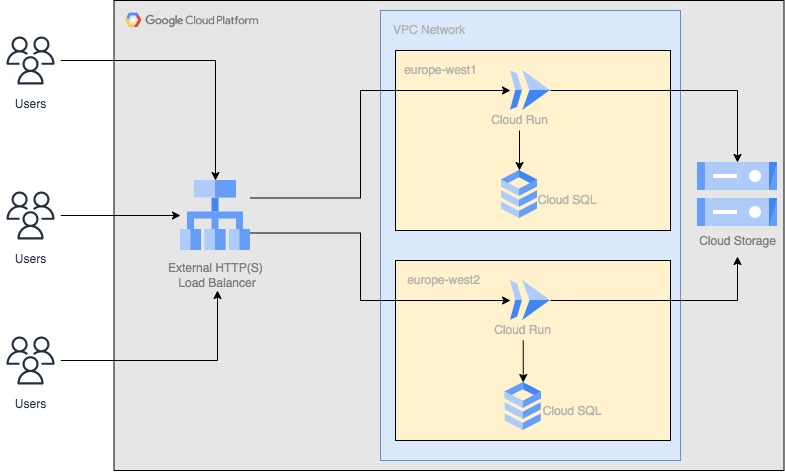 Google Cloud Platform
VPC Network
europe-west1
Users
Cloud Run
Cloud SQL
Users
Cloud Storage
External HTTP(S)
Load Balancer
europe-west2
Cloud Run
Users
Cloud SQL